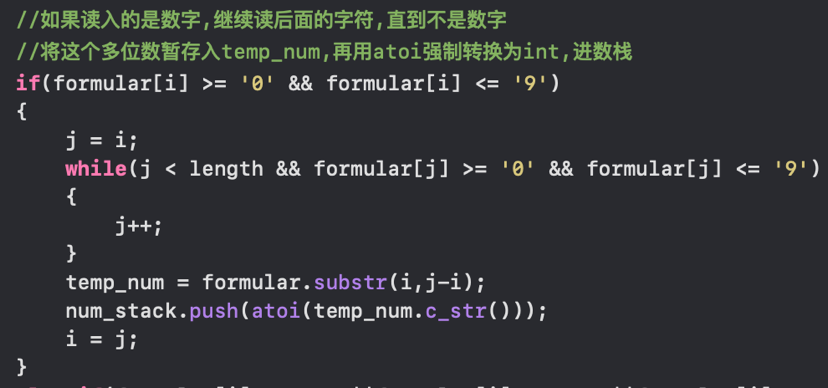 //如果读入的是数字,继续读后面的字符,直到不是数字
//将这个多位数暂存入temp_num,再用atoi强制转换为int,进数栈
if(formular[i] >= '0' && formular[i] <= '9')
{
j = i;
while(j < length && formular[j] >= '0' && formular[j] <= '9')
{
j++;
}
temp_num = formular.substr(i,j-i);
num_stack.push(atoi(temp_num.c_str()));
i = j;
}